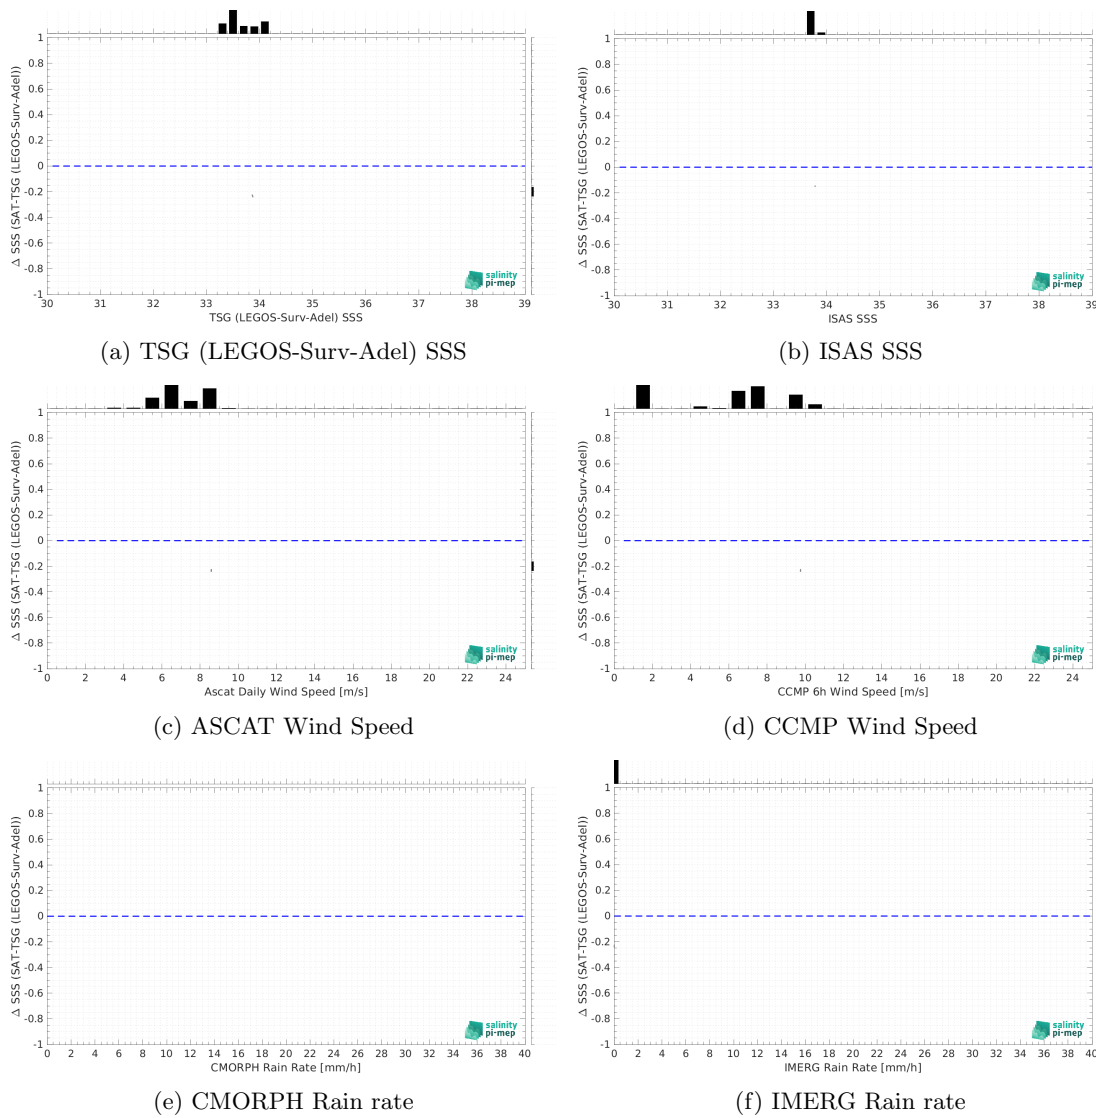 1
0.8
0.6
0.4
0.2
0
-0.2
-0.4
-0.6
-0.8
-1
Δ SSS (SAT-TSG (LEGOS-Surv-Adel))
salinity
pi-mep
30 31 32 33 34 35 36 37 38 39
TSG (LEGOS-Surv-Adel) SSS
(a) TSG (LEGOS-Surv-Adel) SSS
1
0.8
0.6
0.4
0.2
0
-0.2
-0.4
-0.6
-0.8
-1
Δ SSS (SAT-TSG (LEGOS-Surv-Adel))
salinity
pi-mep
30 31 32 33 34 35 36 37 38 39
ISAS SSS
(b) ISAS SSS
1
0.8
0.6
0.4
0.2
0
-0.2
-0.4
-0.6
-0.8
-1
Δ SSS (SAT-TSG (LEGOS-Surv-Adel))
salinity
pi-mep
0 2 4 6 8 10 12 14 16 18 20 22 24
Ascat Daily Wind Speed [m/s]
(c) ASCAT Wind Speed
1
0.8
0.6
0.4
0.2
0
-0.2
-0.4
-0.6
-0.8
-1
Δ SSS (SAT-TSG (LEGOS-Surv-Adel))
salinity
pi-mep
0 2 4 6 8 10 12 14 16 18 20 22 24
CCMP 6h Wind Speed [m/s]
(d) CCMP Wind Speed
1
0.8
0.6
0.4
0.2
0
-0.2
-0.4
-0.6
-0.8
-1
Δ SSS (SAT-TSG (LEGOS-Surv-Adel))
salinity
pi-mep
0 2 4 6 8 10 12 14 16 18 20 22 24 26 28 30 32 34 36 38 40
CMORPH Rain Rate [mm/h]
(e) CMORPH Rain rate
1
0.8
0.6
0.4
0.2
0
-0.2
-0.4
-0.6
-0.8
-1
Δ SSS (SAT-TSG (LEGOS-Surv-Adel))
salinity
pi-mep
0 2 4 6 8 10 12 14 16 18 20 22 24 26 28 30 32 34 36 38 40
IMERG Rain Rate [mm/h]
(f) IMERG Rain rate